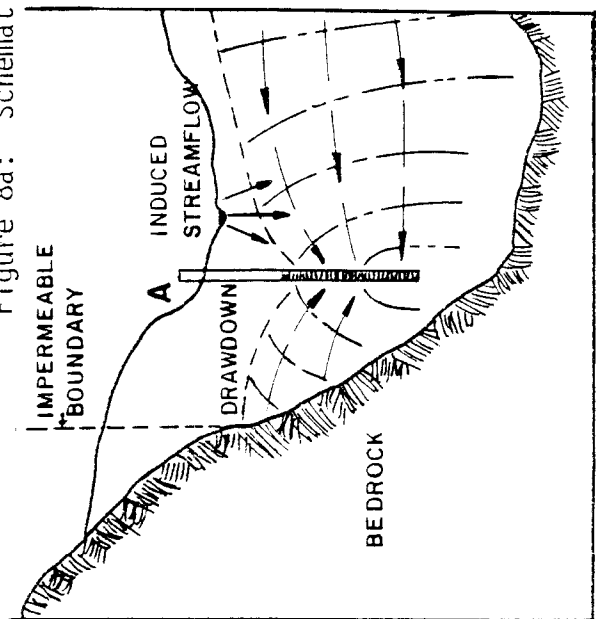 Figure 8a: Schemat
IMPERMEABLE
BOUNDARY
A
INDUCED
STREAMFLOW
DRAWDOWN
BEDROCK